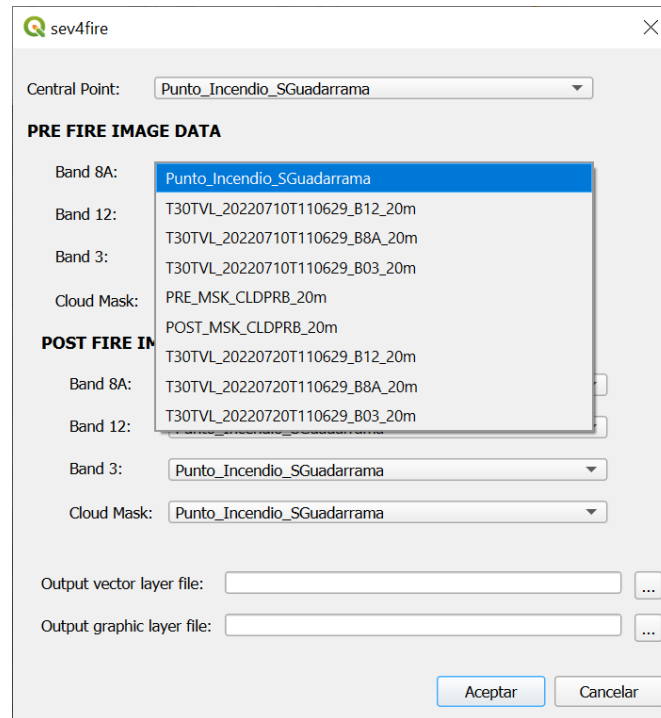 sev4fire
Central Point: Punto_Incendio_SGuadarrama
PRE FIRE IMAGE DATA
Band 8A:
Punto_Incendio_SGuadarrama
Band 12:
T30TVL_20220710T110629_B12_20m
T30TVL_20220710T110629_B8A_20m
Band 3:
T30TVL_20220710T110629_B03_20m
Cloud Mask:
PRE_MSK_CLDPRB_20m
POST_MSK_CLDPRB_20m
POST FIRE IM
T30TVL_20220720T110629_B12_20m
Band 8A:
T30TVL_20220720T110629_B8A_20m
Band 12:
T30TVL_20220720T110629_B03_20m
Band 3: Punto_Incendio_SGuadarrama
Cloud Mask: Punto_Incendio_SGuadarrama
Output vector layer file: ...
Output graphic layer file: ...
Aceptar Cancelar